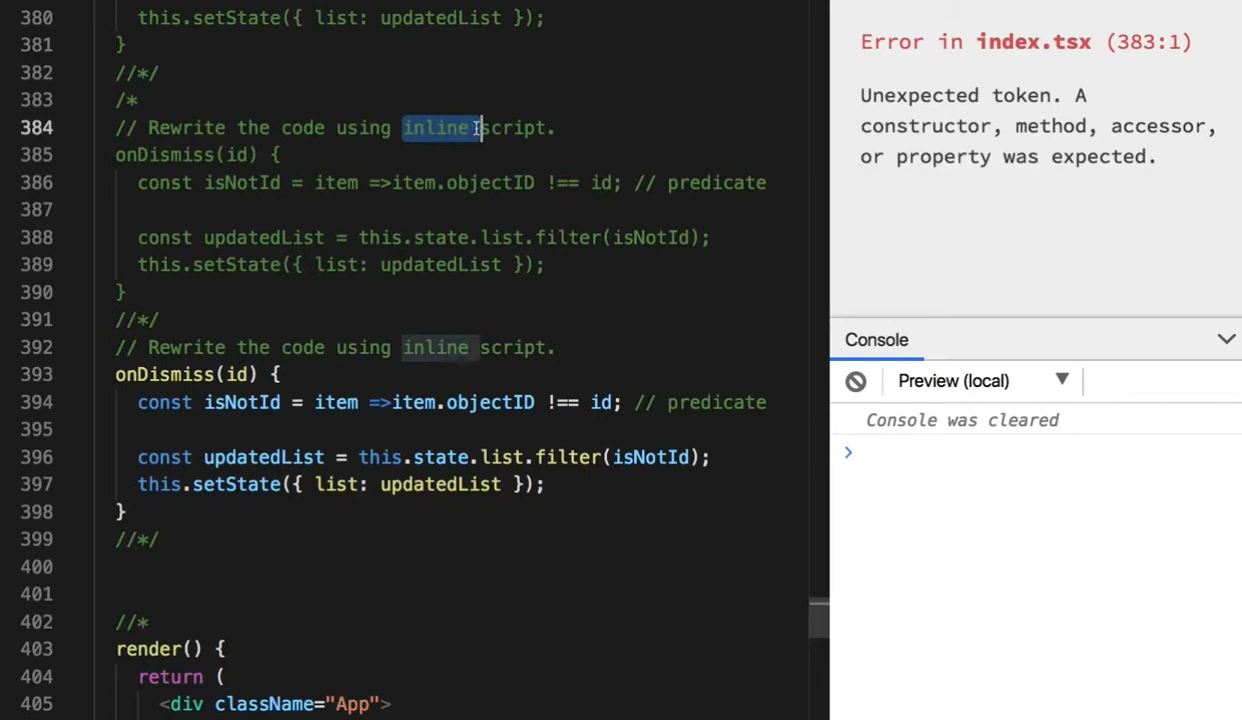 380 this.setState({ list: updatedList });
381 }
382 //*/
383 /*
384 // Rewrite the code using inline script.
385 onDismiss(id) {
386 const isNotId = item =>item.objectID !== id; // predicate
387
388 const updatedList = this.state.list.filter(isNotId);
389 this.setState({ list: updatedList });
390 }
391 //*/
392 // Rewrite the code using inline script.
393 onDismiss(id) {
394 const isNotId = item =>item.objectID !== id; // predicate
395
396 const updatedList = this.state.list.filter(isNotId);
397 this.setState({ list: updatedList });
398 }
399 //*/
400
401
402 //*
403 render() {
404 return (
405 <div className="App">
Error in index.tsx (383:1)
Unexpected token. A
constructor, method, accessor,
or property was expected.
Console
Preview (local)
Console was cleared